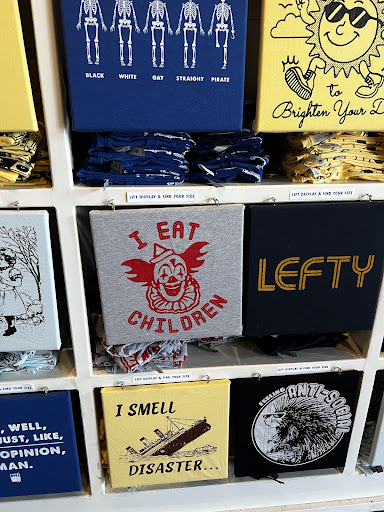 BLACK WHITE GAY STRAIGHT PIRATE
to
Brighten Your D
LIFT DISPLAY & FIND YOUR SIZE
LIFT DISPLAY & FIND YOUR SIZE
I EAT
CHILDREN
LEFTY
LIFT DISPLAY & FIND YOUR SIZE
LIFT DISPLAY & FIND YOUR SIZE
& FIND YOUR SIZE
, WELL,
JUST, LIKE,
OPINION,
MAN.
I SMELL
DISASTER...
FEELING
ANTI-SOCIAL